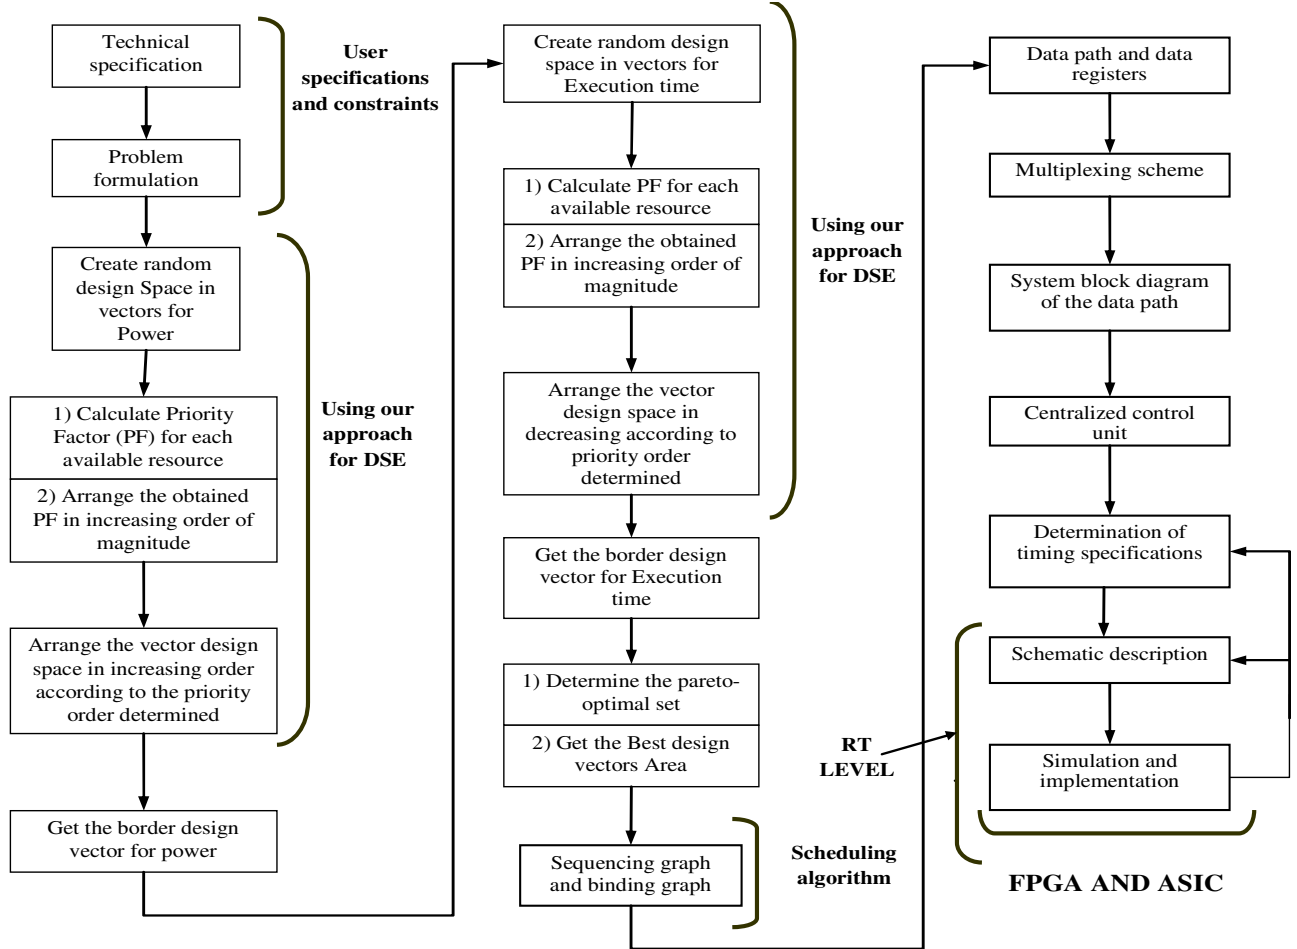 Technical
specification
Problem
formulation
User
specifications
and constraints
Create random
design Space in
vectors for
Power
1) Calculate Priority
Factor (PF) for each
available resource
2) Arrange the obtained
PF in increasing order of
magnitude
Using our
approach
for DSE
Arrange the vector design
space in increasing order
according to the priority
order determined
Get the border design
vector for power
Create random design
space in vectors for
Execution time
1) Calculate PF for each
available resource
2) Arrange the obtained
PF in increasing order of
magnitude
Using our
approach
for DSE
Arrange the vector
design space in
decreasing according to
priority order
determined
Get the border design
vector for Execution
time
1) Determine the pareto-
optimal set
2) Get the Best design
vectors Area
Sequencing graph
and binding graph
Scheduling
algorithm
Data path and data
registers
Multiplexing scheme
System block diagram
of the data path
Centralized control
unit
Determination of
timing specifications
Schematic description
RT
LEVEL
Simulation and
implementation
FPGA AND ASIC